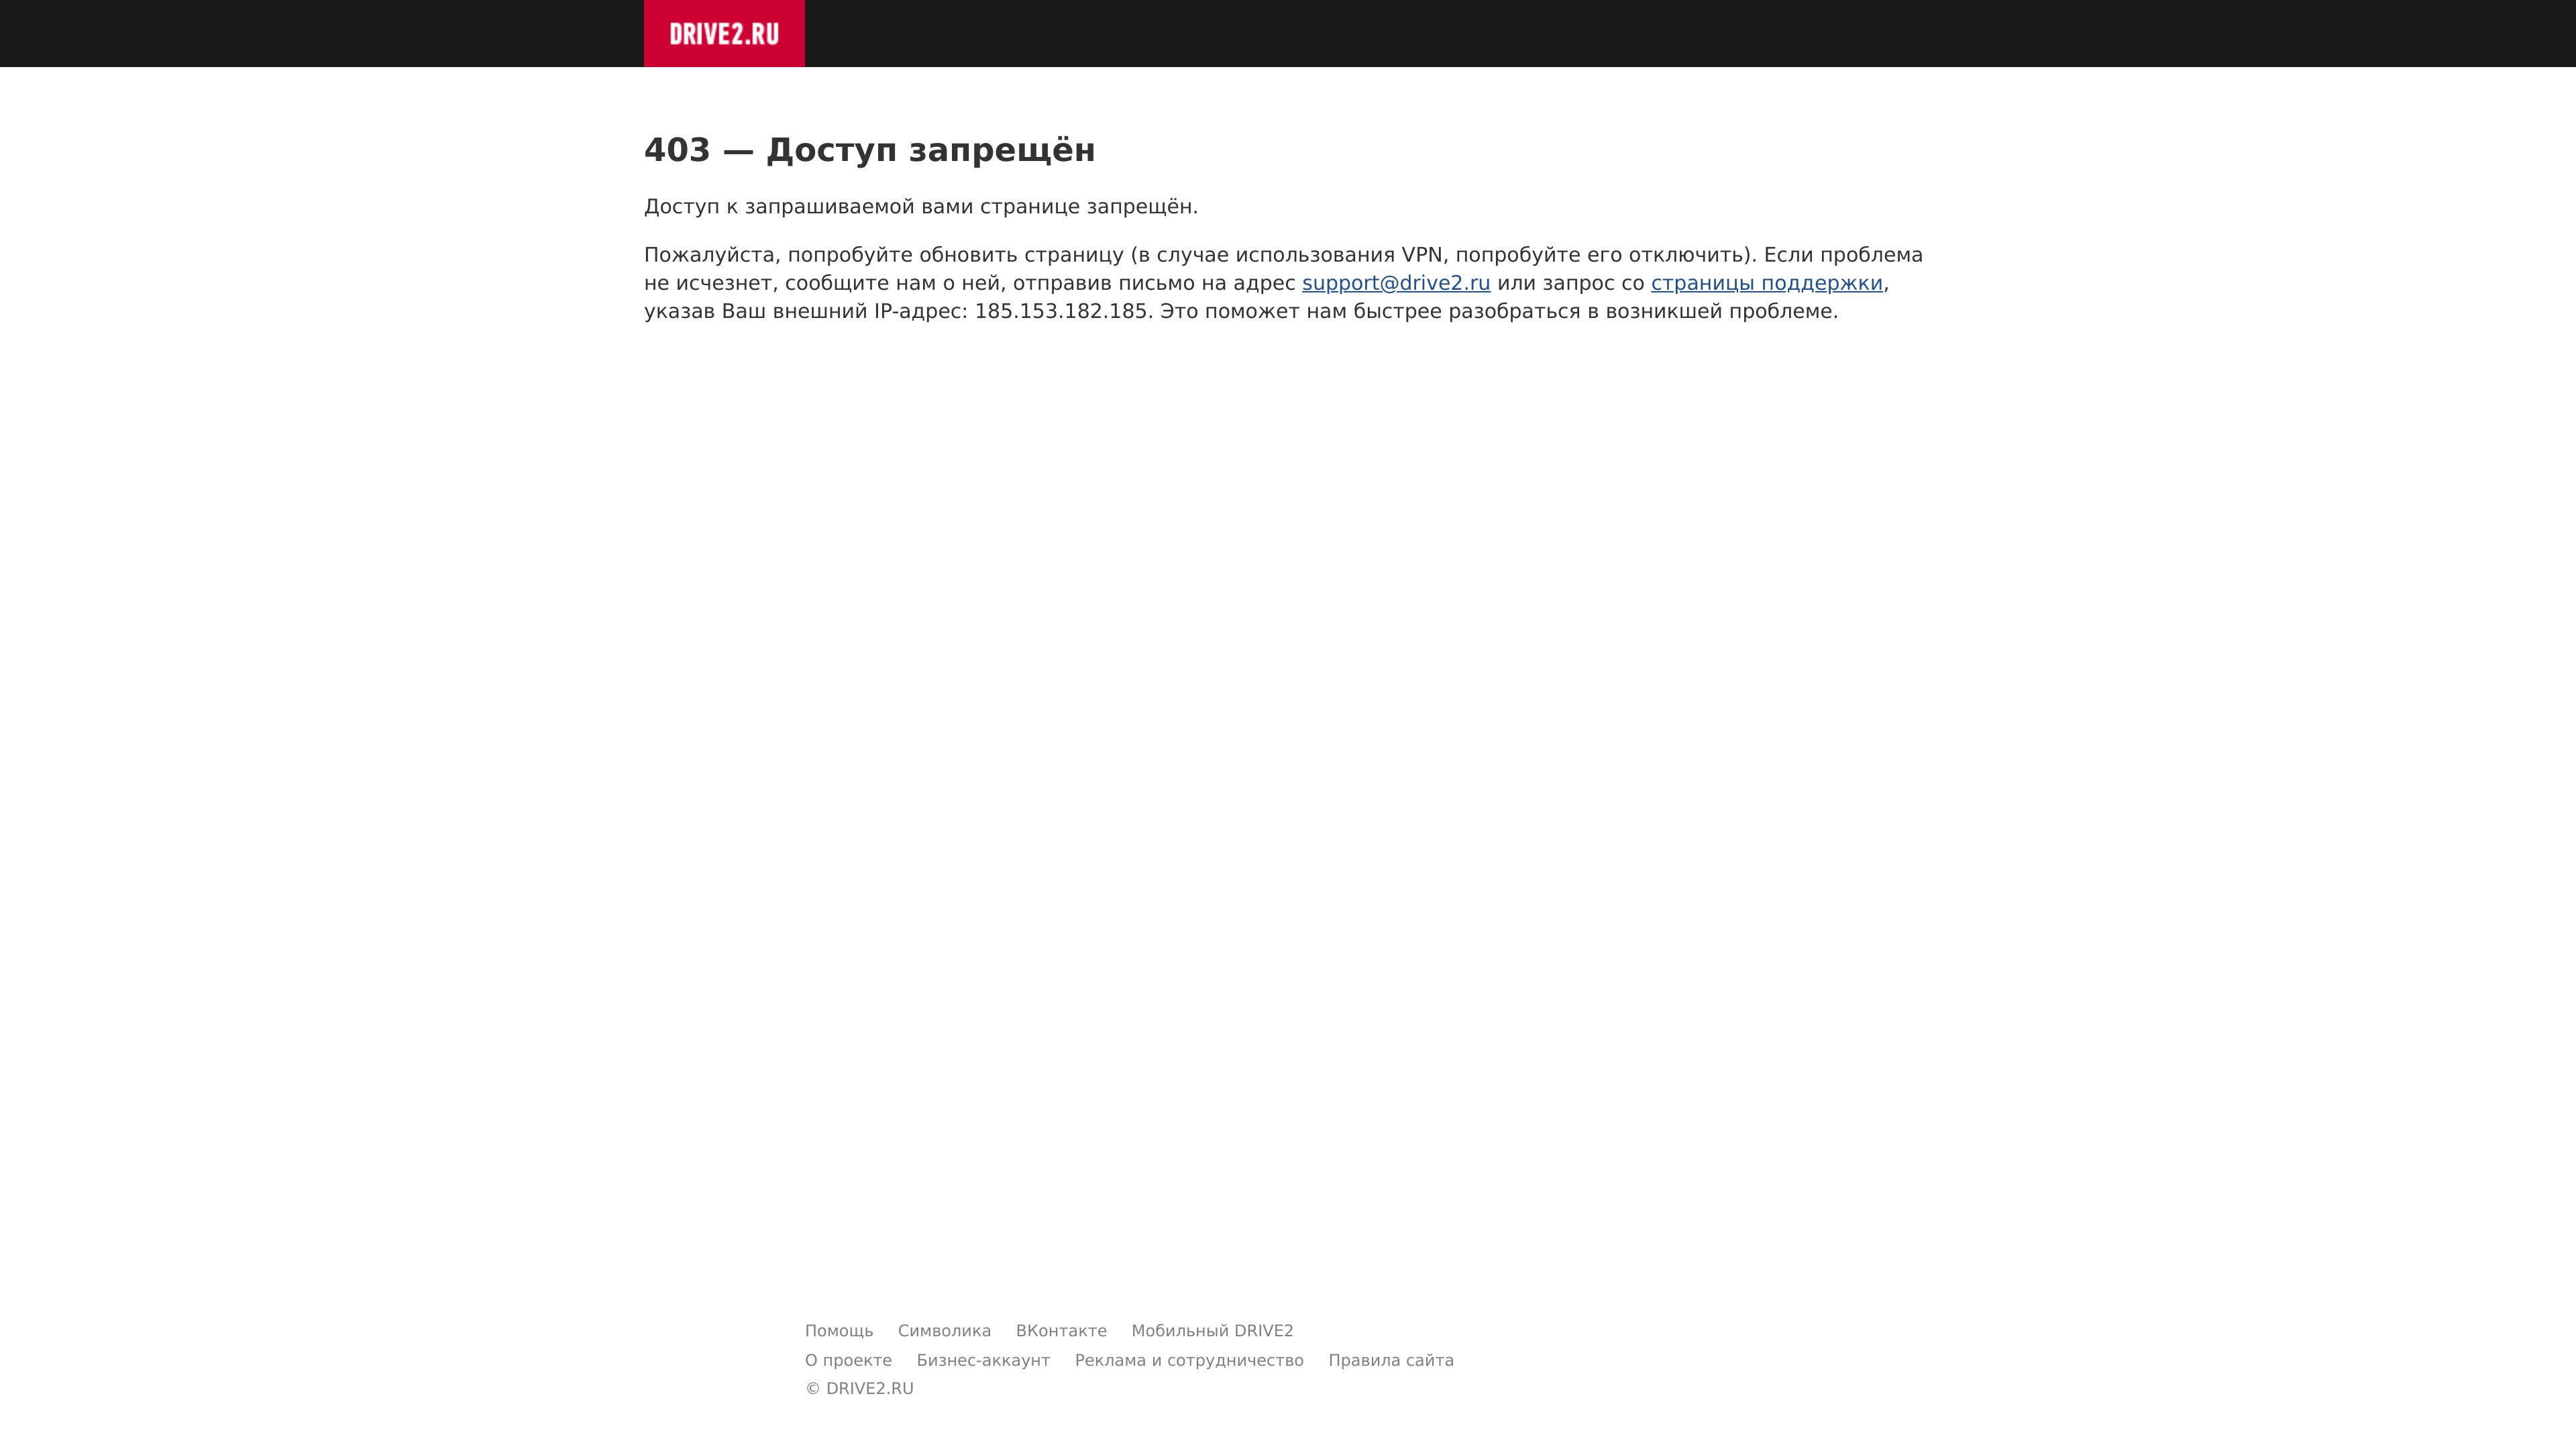 DRIVE2.RU
403 — Доступ запрещён
Доступ к запрашиваемой вами странице запрещён.
Пожалуйста, попробуйте обновить страницу (в случае использования VPN, попробуйте его отключить). Если проблема
не исчезнет, сообщите нам о ней, отправив письмо на адрес support@drive2.ru или запрос со страницы поддержки,
указав Ваш внешний IP-адрес: 185.153.182.185. Это поможет нам быстрее разобраться в возникшей проблеме.
Помощь Символика ВКонтакте Мобильный DRIVE2
О проекте Бизнес-аккаунт Реклама и сотрудничество Правила сайта
© DRIVE2.RU